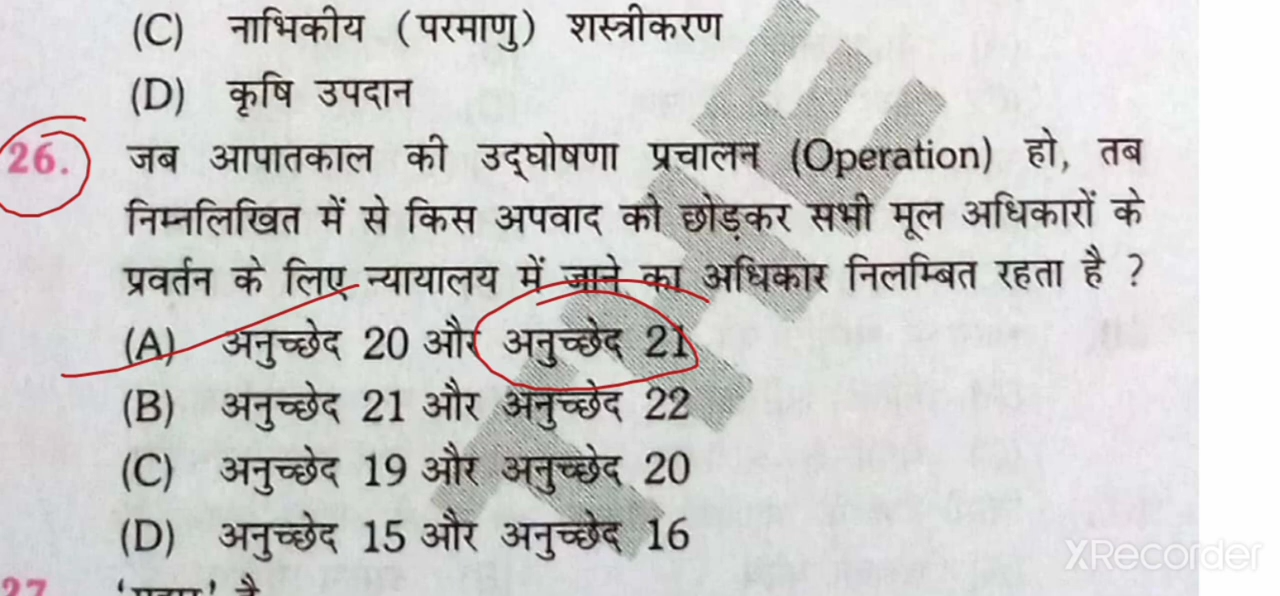 (C) नाभिकीय (परमाणु) शस्त्रीकरण
(D) कृषि उपदान
26. जब आपातकाल की उद्घोषणा प्रचालन (Operation) हो, तब
निम्नलिखित में से किस अपवाद को छोड़कर सभी मूल अधिकारों के
प्रवर्तन के लिए न्यायालय में जाने का अधिकार निलम्बित रहता है ?
(A) अनुच्छेद 20 और अनुच्छेद 21
(B) अनुच्छेद 21 और अनुच्छेद 22
(C) अनुच्छेद 19 और अनुच्छेद 20
(D) अनुच्छेद 15 और अनुच्छेद 16
XRecorder
27. है